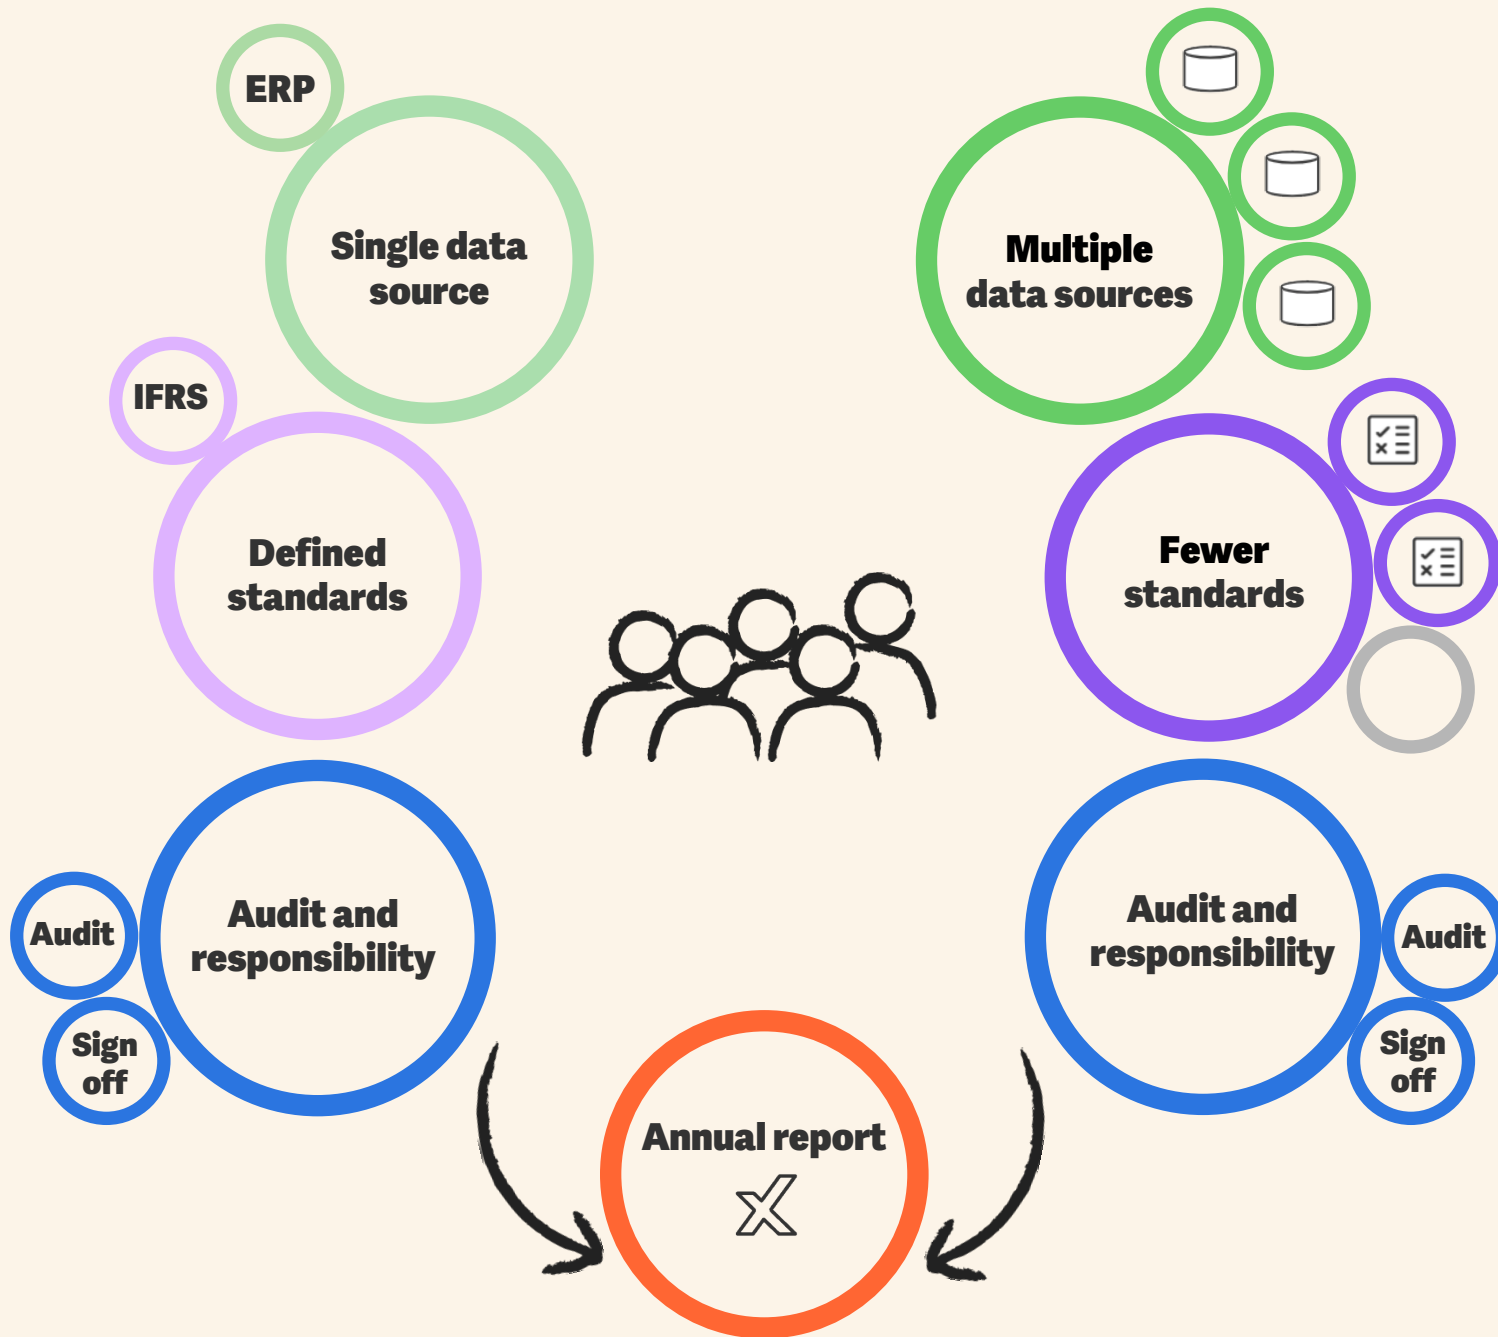 ERP
Single data
source
IFRS
Defined
standards
Audit and
responsibility
Audit
Sign
off
Multiple
data sources
Fewer
standards
Audit and
responsibility
Audit
Sign
off
Annual report